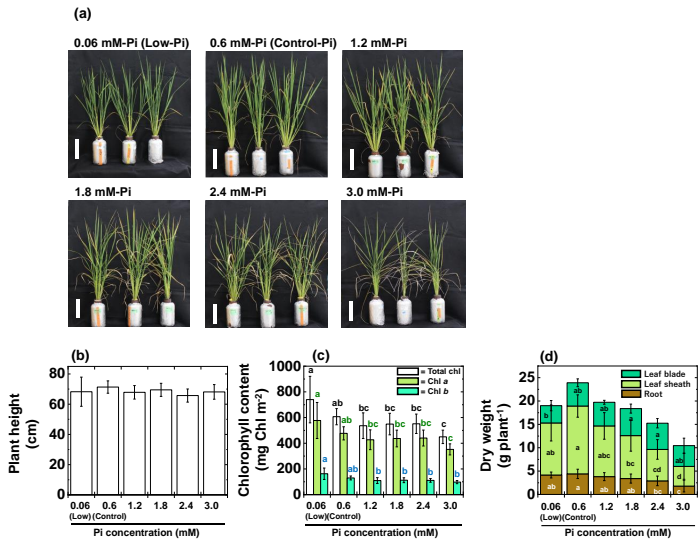 (a)
0.06 mM-Pi (Low-Pi) 0.6 mM-Pi (Control-Pi) 1.2 mM-Pi
1.8 mM-Pi 2.4 mM-Pi 3.0 mM-Pi
(b)
Plant height
(cm)
80
60
40
20
0
0.06 0.6 1.2 1.8 2.4 3.0
(Low) (Control)
Pi concentration (mM)
(c)
Chlorophyll content
(mg Chl m-2)
1000
800
600
400
200
0
= Total chl
= Chl a
= Chl b
a a a
ab ab ab
bc bc b
bc bc ab
bc bc ab
c c b
0.06 0.6 1.2 1.8 2.4 3.0
(Low) (Control)
Pi concentration (mM)
(d)
Dry weight
(g plant-1)
30
25
20
15
10
5
0
Leaf blade
Leaf sheath
Root
b ab ab a a ab
ab a abc bc cd d
ab a ab ab bc c
0.06 0.6 1.2 1.8 2.4 3.0
(Low) (Control)
Pi concentration (mM)